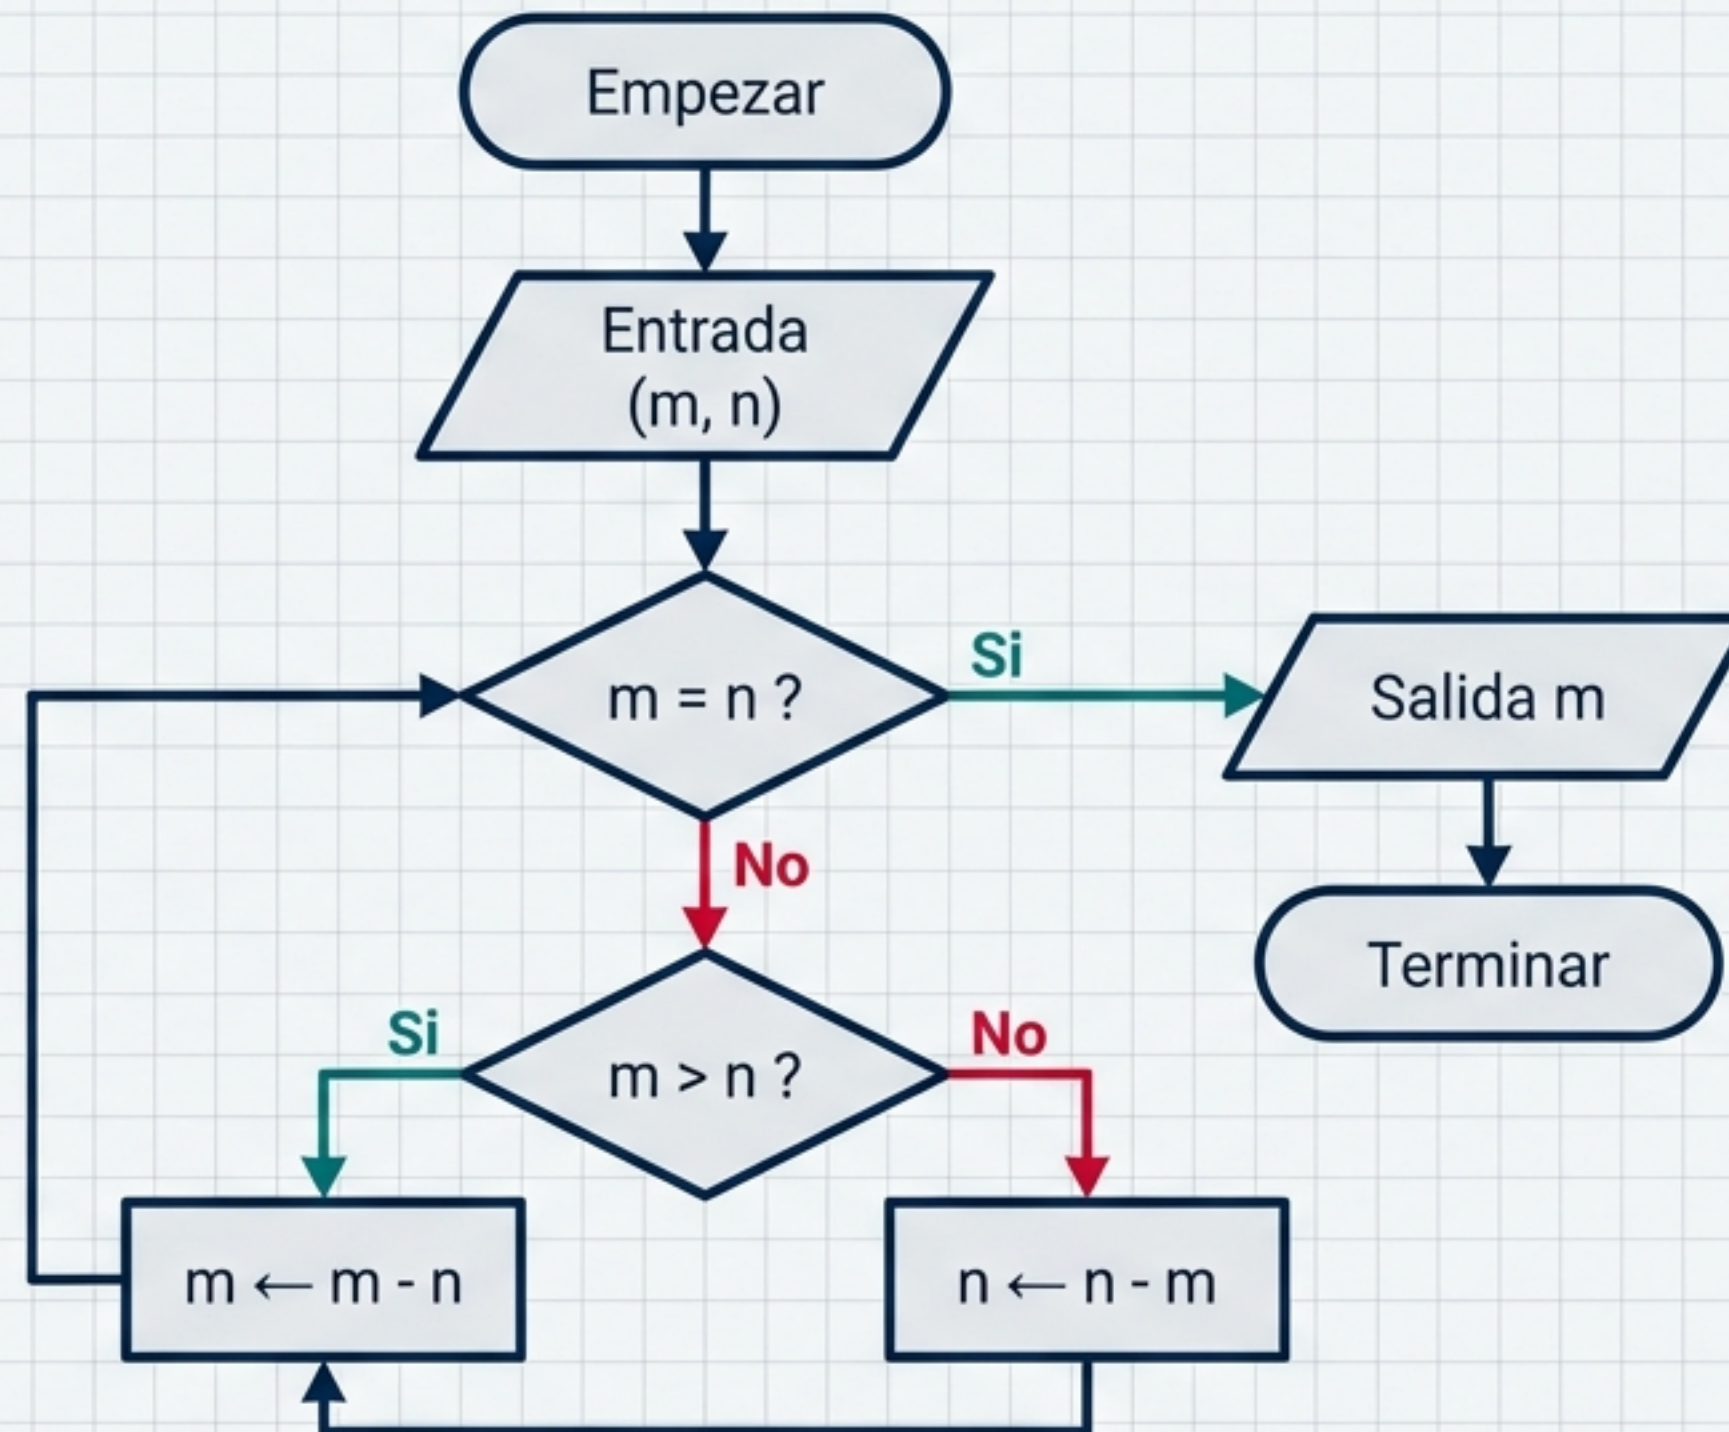 Empezar
Entrada
(m, n)
m = n ?
Si
Salida m
No
Terminar
Si
m > n ?
No
m ← m - n
n ← n - m